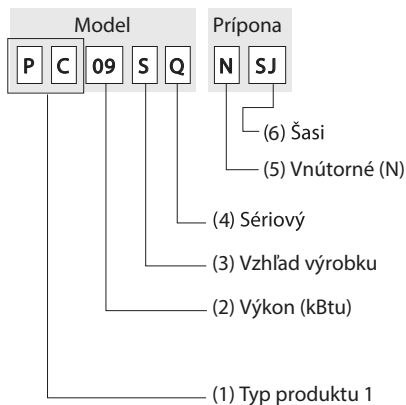 Model Prípona
P C 09 S Q N SJ
(6) Šasi
(5) Vnútorné (N)
(4) Sériový
(3) Vzhľad výrobku
(2) Výkon (kBtu)
(1) Typ produktu 1